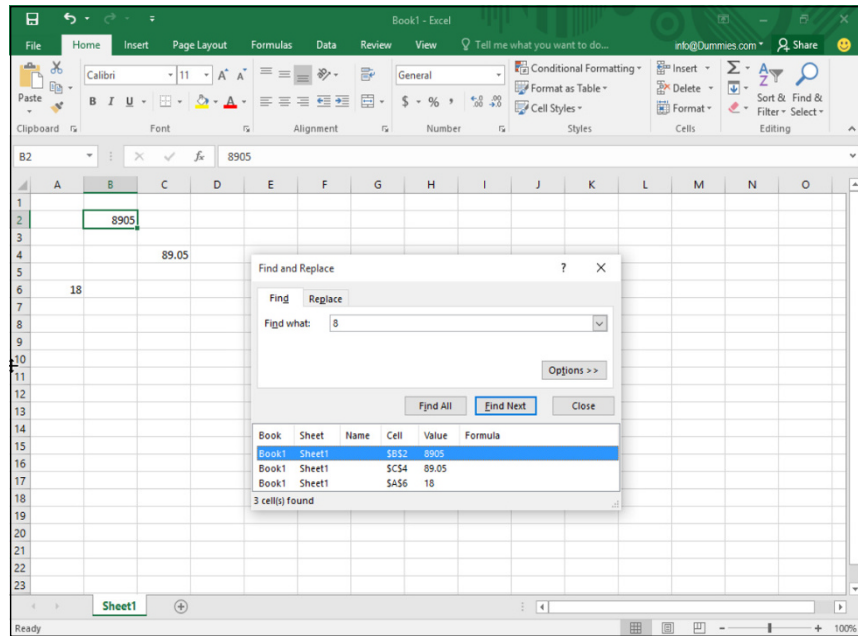 Book1 - Excel
File Home Insert Page Layout Formulas Data Review View Tell me what you want to do... info@Dummies.com Share
Paste
Calibri 11 A A
General
Conditional Formatting
Format as Table
Cell Styles
Insert
Delete
Format
Σ
Sort & Filter
Find & Select
B I U A
$ % ,
Clipboard Font Alignment Number Styles Cells Editing
B2 fx 8905
A B C D E F G H I J K L M N O
1
2 8905
3
4 89.05
5
6 18
7
8
9
10
11
12
13
14
15
16
17
18
19
20
21
22
23
Find and Replace ? X
Find Replace
Find what: 8
Options >>
Find All Find Next Close
Book Sheet Name Cell Value Formula
Book1 Sheet1 $B$2 8905
Book1 Sheet1 $C$4 89.05
Book1 Sheet1 $A$6 18
3 cell(s) found
Sheet1
Ready 100%